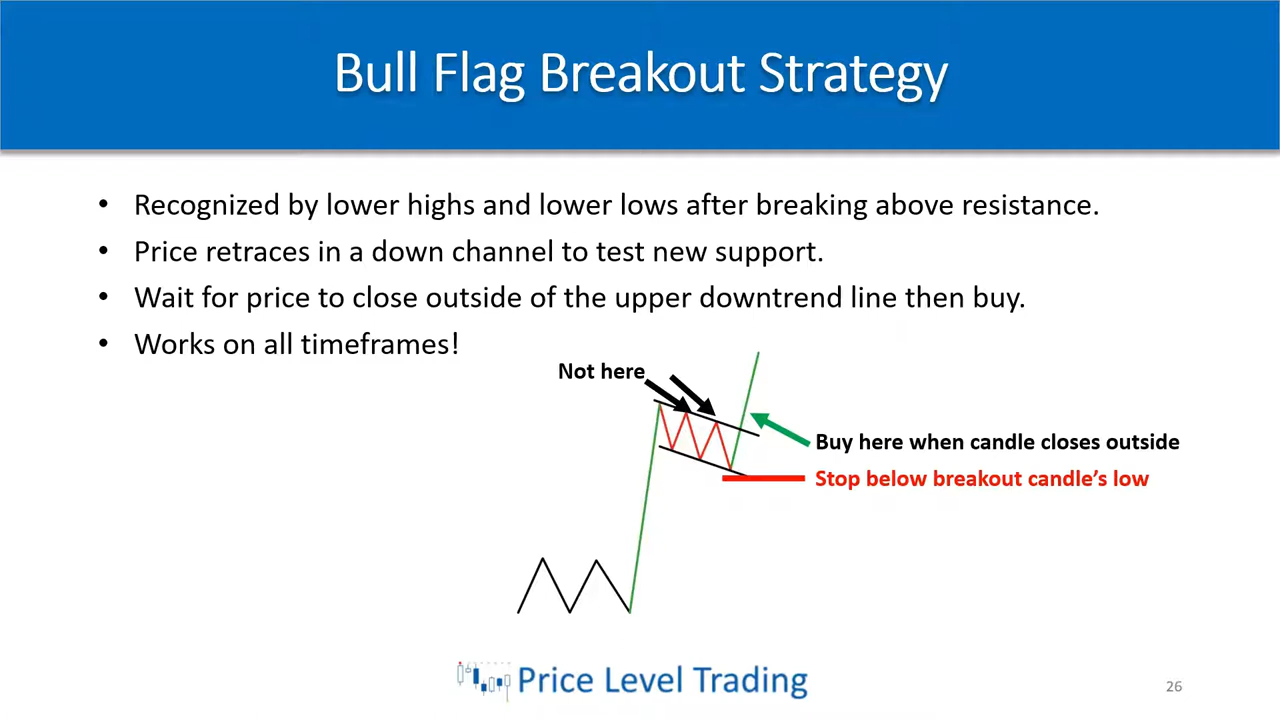 Bull Flag Breakout Strategy
• Recognized by lower highs and lower lows after breaking above resistance.
• Price retraces in a down channel to test new support.
• Wait for price to close outside of the upper downtrend line then buy.
• Works on all timeframes!
Not here
Buy here when candle closes outside
Stop below breakout candle’s low
Price Level Trading
26